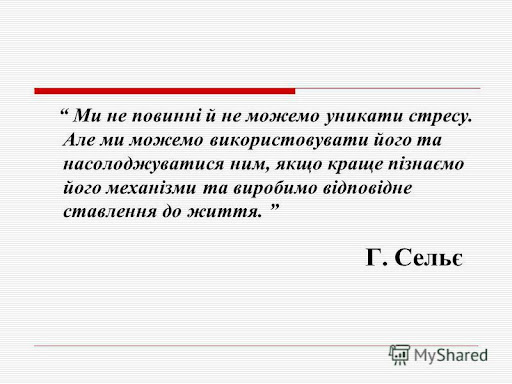 “ Ми не повинні й не можемо уникати стресу.
Але ми можемо використовувати його та
насолоджуватися ним, якщо краще пізнаємо
його механізми та виробимо відповідне
ставлення до життя. ”
Г. Сельє
MyShared